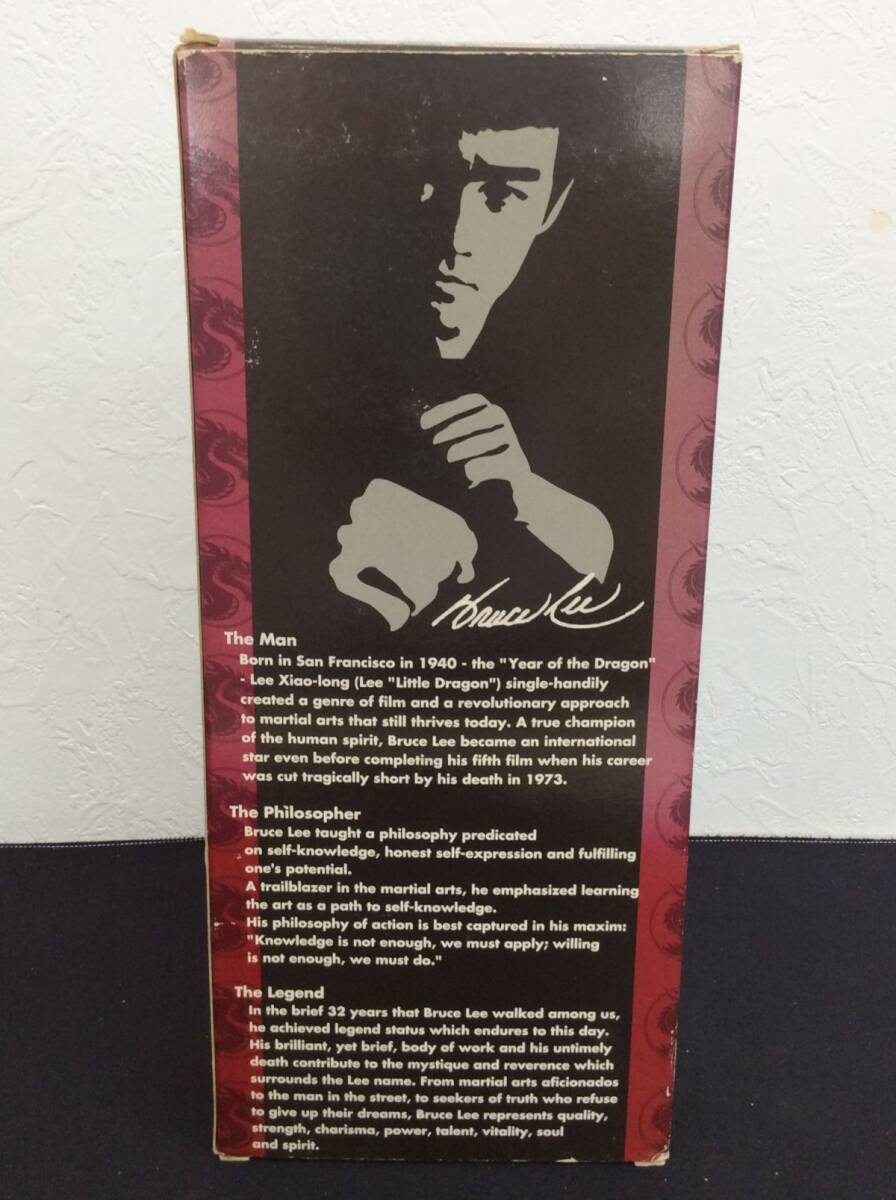 Bruce Lee
The Man
Born in San Francisco in 1940 - the "Year of the Dragon"
- Lee Xiao-long (Lee "Little Dragon") single-handily
created a genre of film and a revolutionary approach
to martial arts that still thrives today. A true champion
of the human spirit, Bruce Lee became an international
star even before completing his fifth film when his career
was cut tragically short by his death in 1973.
The Philosopher
Bruce Lee taught a philosophy predicated
on self-knowledge, honest self-expression and fulfilling
one's potential.
A trailblazer in the martial arts, he emphasized learning
the art as a path to self-knowledge.
His philosophy of action is best captured in his maxim:
"Knowledge is not enough, we must apply; willing
is not enough, we must do."
The Legend
In the brief 32 years that Bruce Lee walked among us,
he achieved legend status which endures to this day.
His brilliant, yet brief, body of work and his untimely
death contribute to the mystique and reverence which
surrounds the Lee name. From martial arts aficionados
to the man in the street, to seekers of truth who refuse
to give up their dreams, Bruce Lee represents quality,
strength, charisma, power, talent, vitality, soul
and spirit.